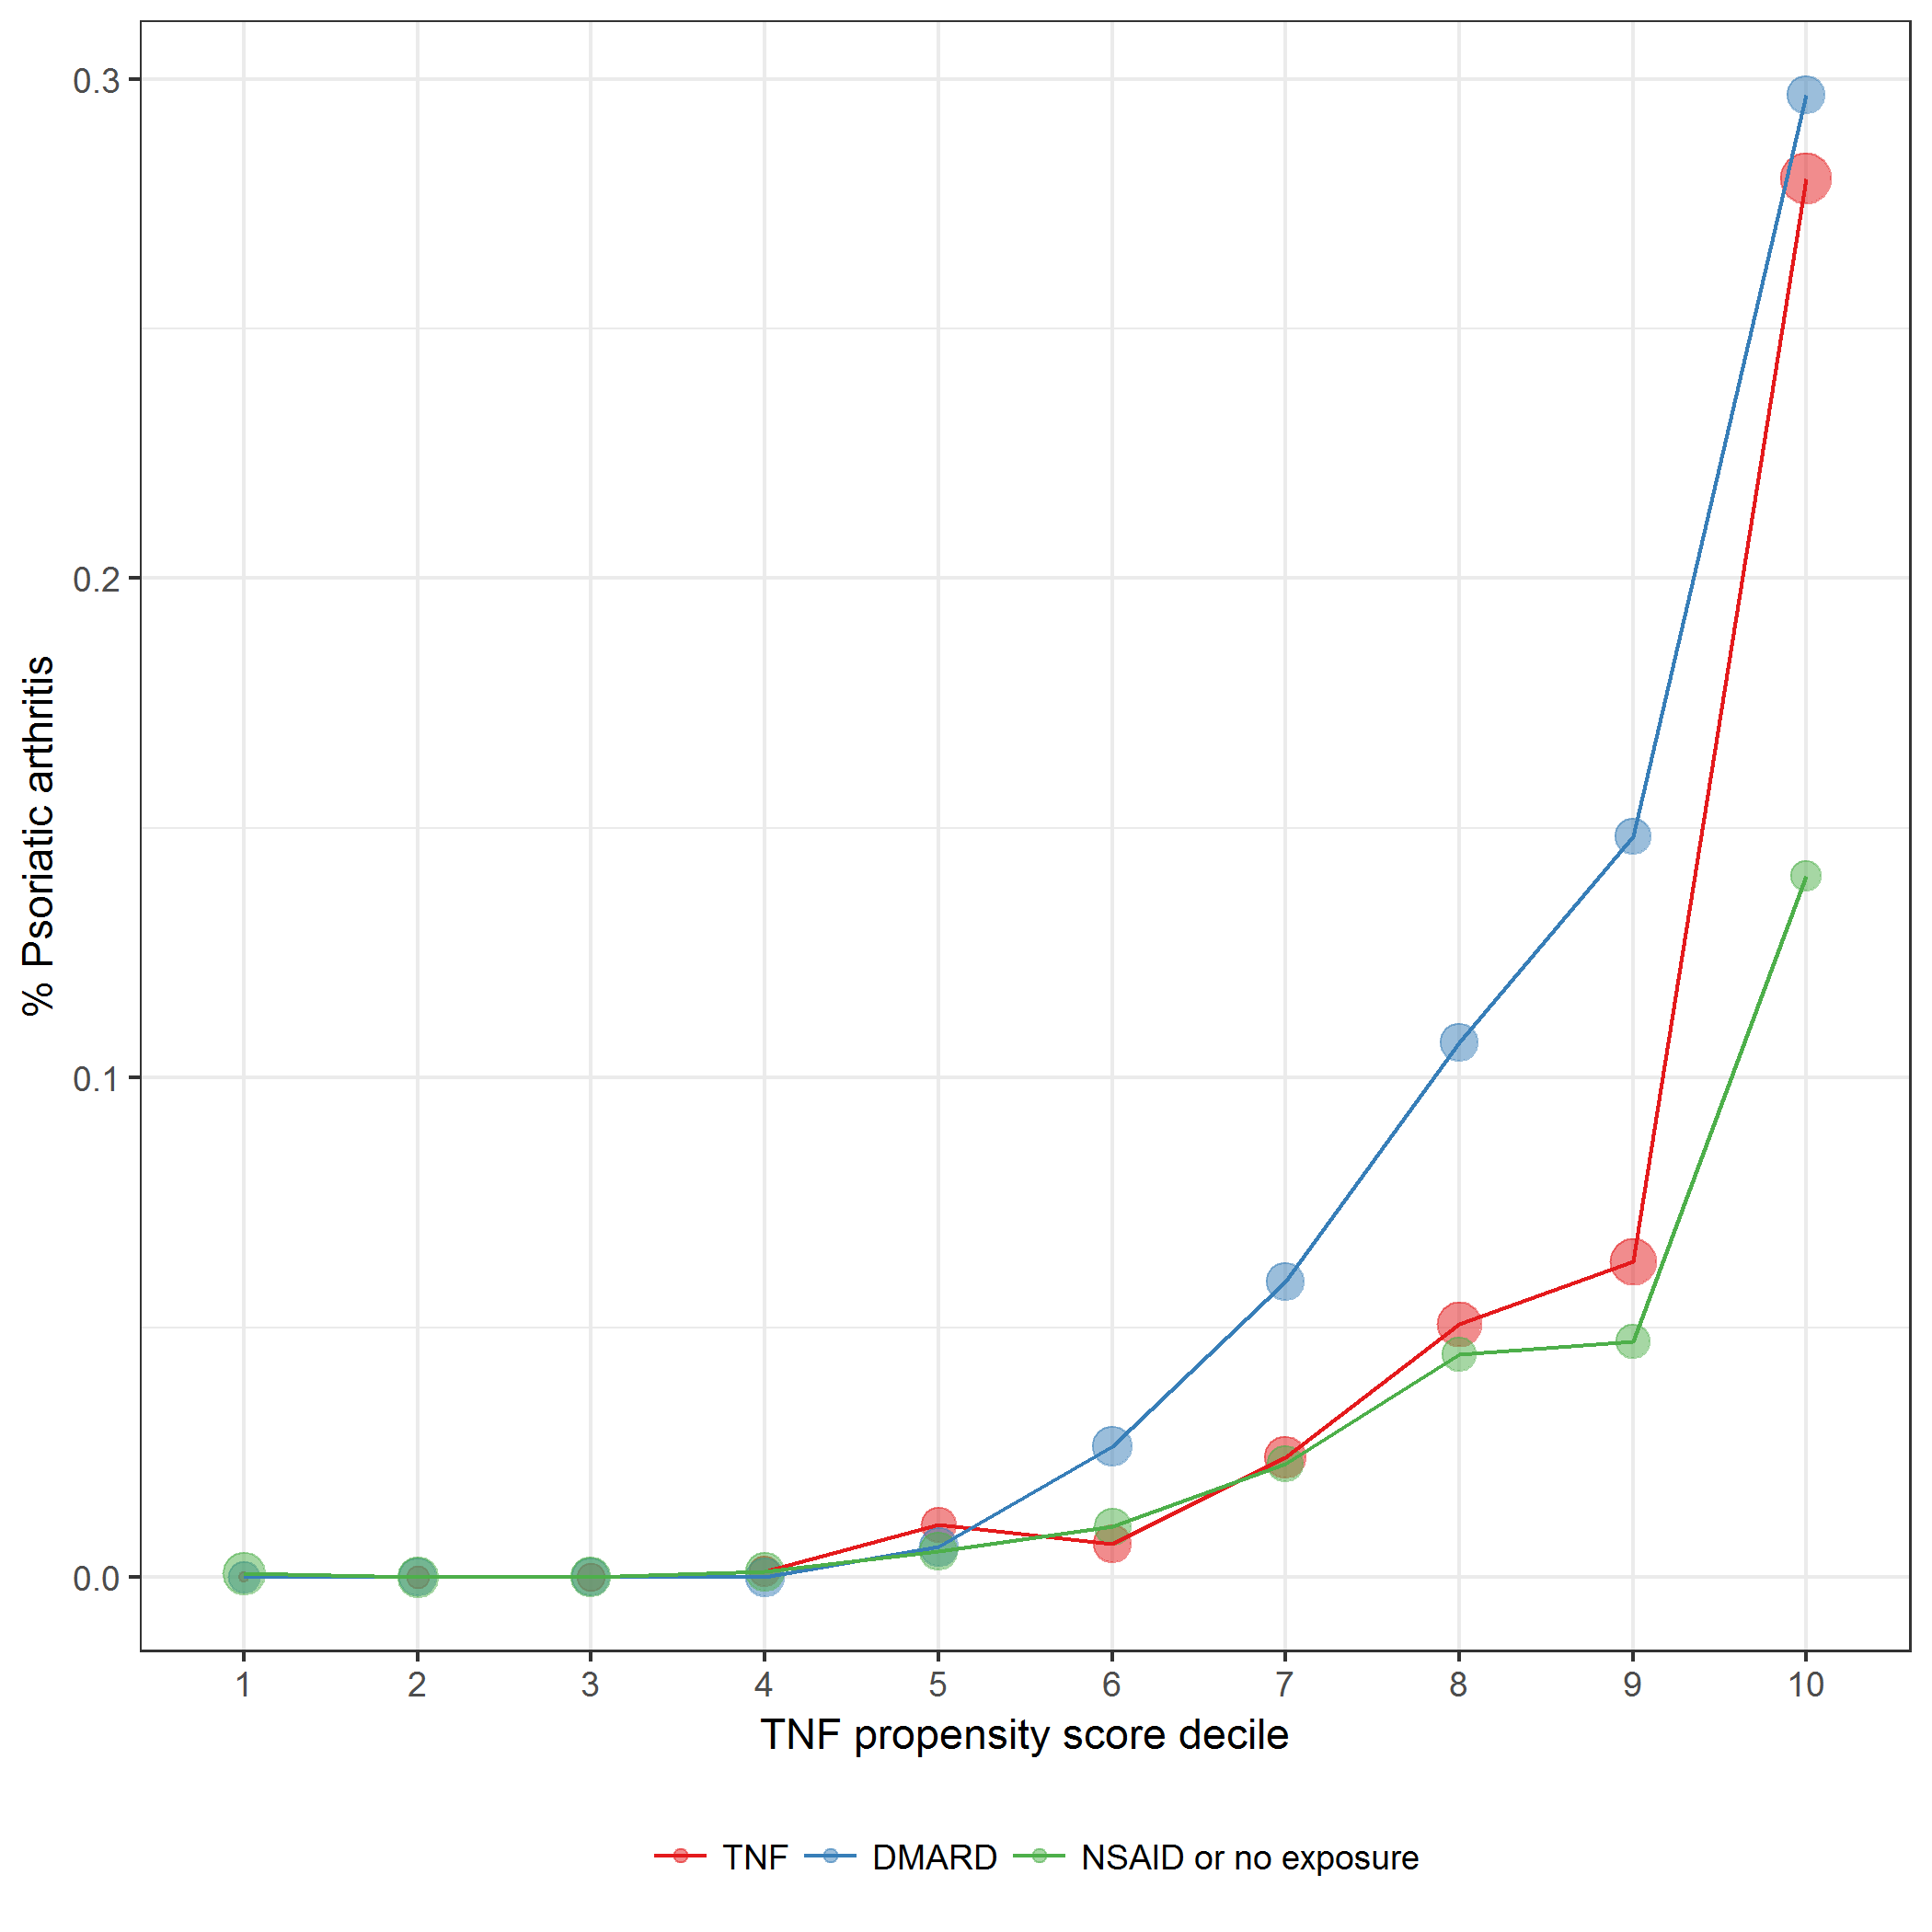 % Psoriatic arthritis
0.3
0.2
0.1
0.0
1 2 3 4 5 6 7 8 9 10
TNF propensity score decile
TNF DMARD NSAID or no exposure